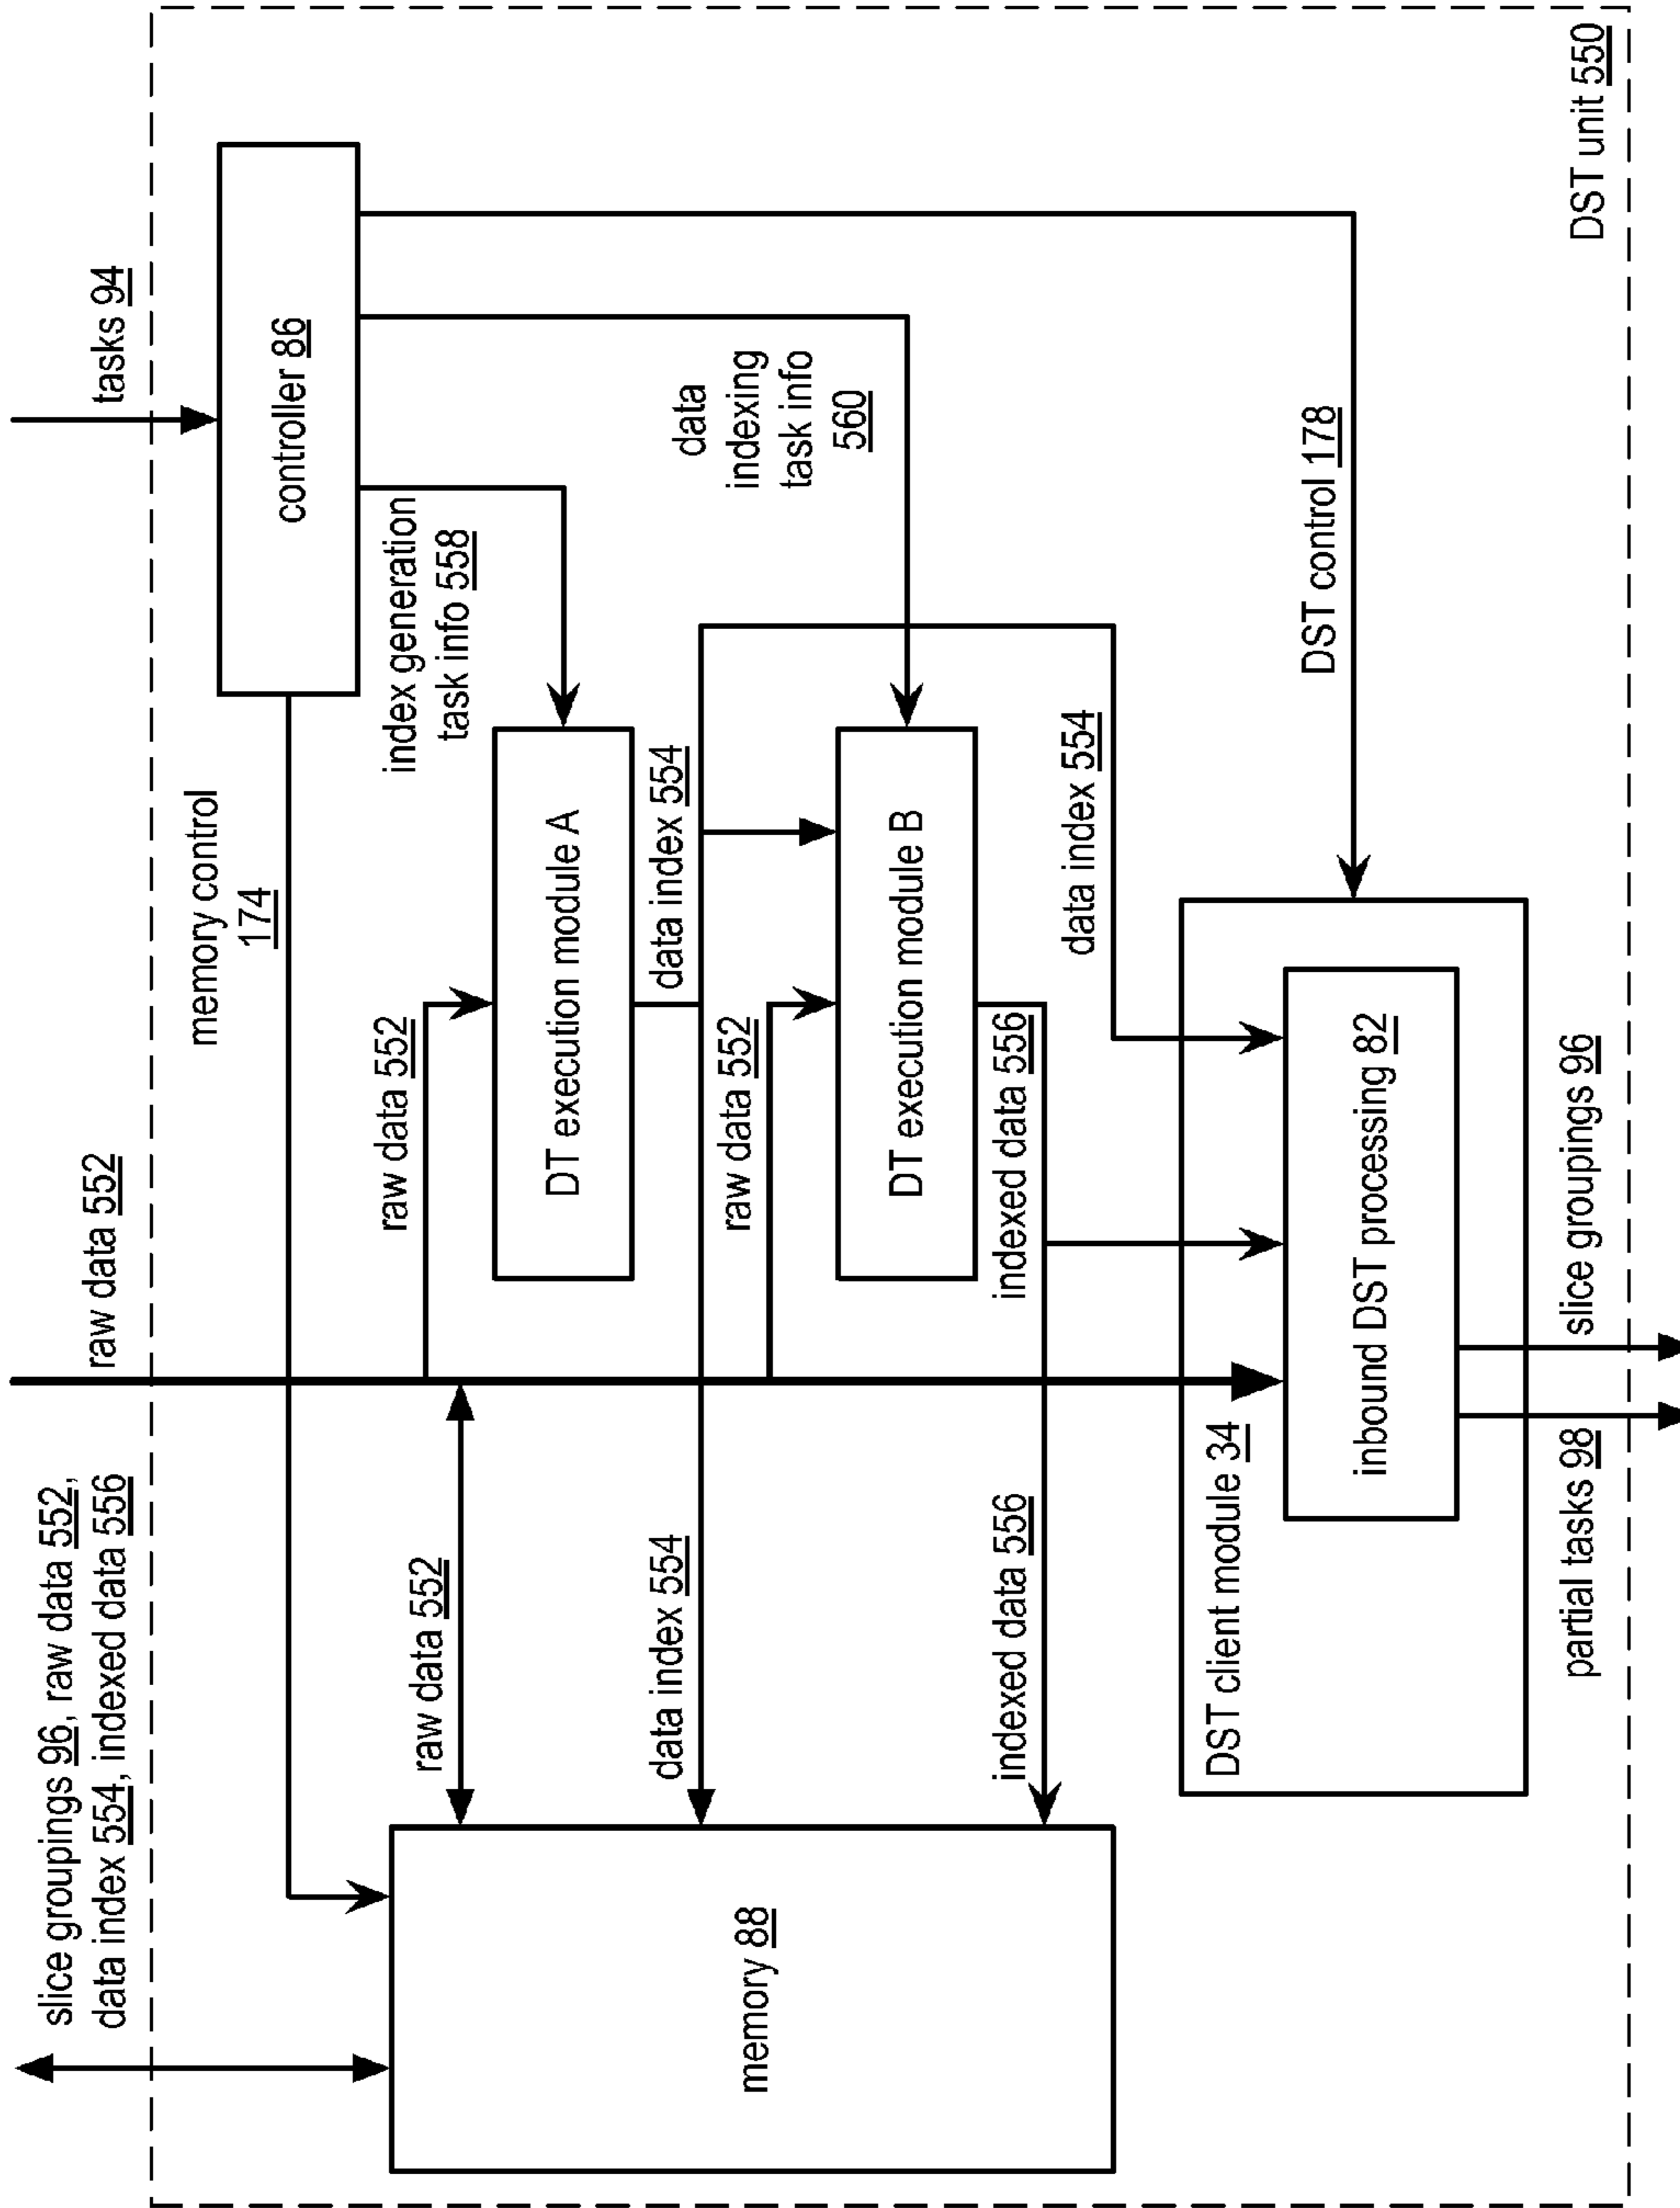 slice groupings 96, raw data 552,
data index 554, indexed data 556
raw data 552
tasks 94
memory control
174
controller 86
raw data 552
index generation
task info 558
raw data 552
DT execution module A
data index 554
data index 554
data
indexing
task info
560
raw data 552
memory 88
DT execution module B
indexed data 556
indexed data 556
data index 554
DST client module 34
DST control 178
inbound DST processing 82
partial tasks 98
slice groupings 96
DST unit 550